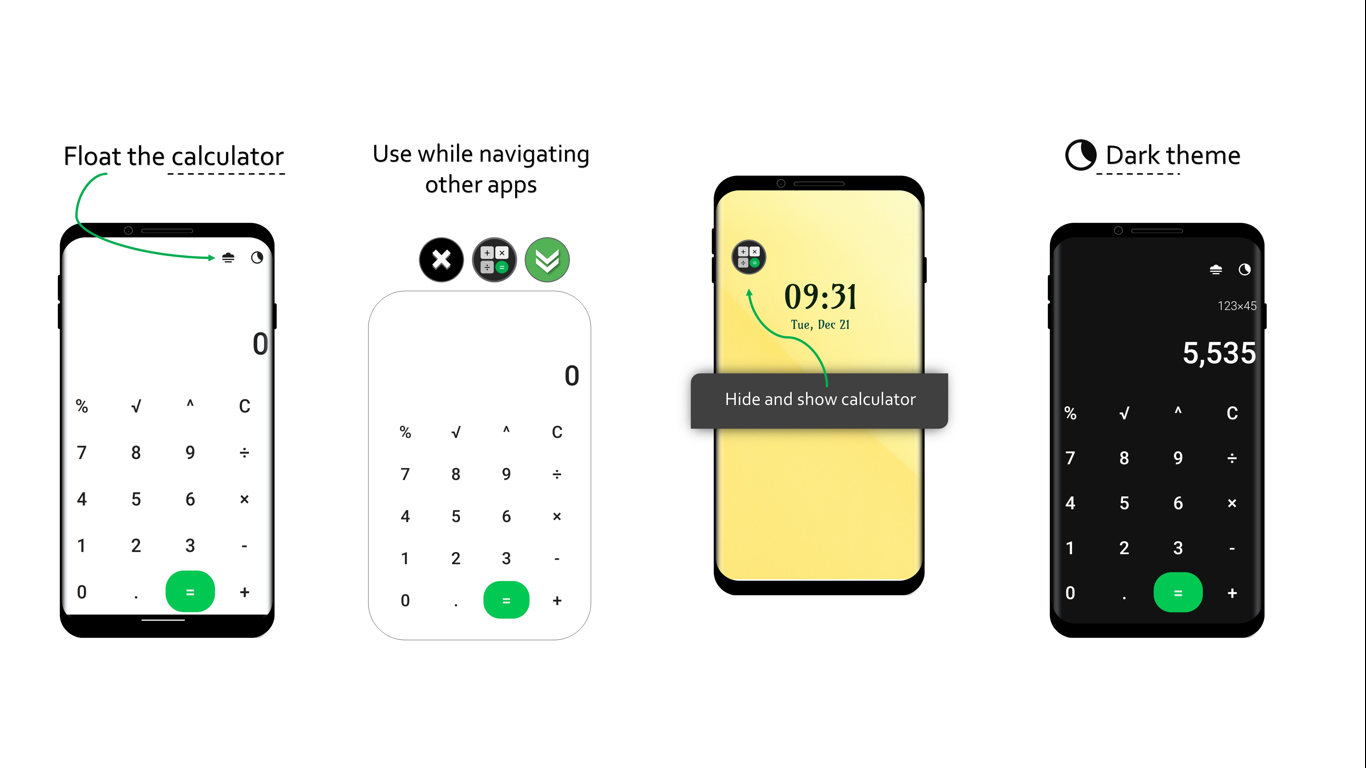 Float the calculator
0
% √ ^ C
7 8 9 ÷
4 5 6 ×
1 2 3 -
0 . = +
Use while navigating
other apps
0
% √ ^ C
7 8 9 ÷
4 5 6 ×
1 2 3 -
0 . = +
09:31
Tue, Dec 21
Hide and show calculator
Dark theme
123×45
5,535
% √ ^ C
7 8 9 ÷
4 5 6 ×
1 2 3 -
0 . = +